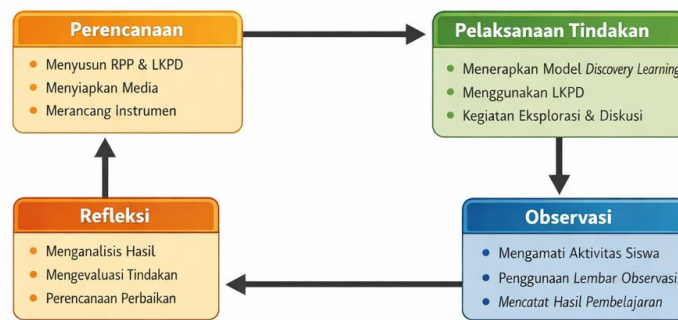 Perencanaan
Menyusun RPP & LKPD
Menyiapkan Media
Merancang Instrumen
Pelaksanaan Tindakan
Menerapkan Model Discovery Learning
Menggunakan LKPD
Kegiatan Eksplorasi & Diskusi
Observasi
Mengamati Aktivitas Siswa
Penggunaan Lembar Observasi
Mencatat Hasil Pembelajaran
Refleksi
Menganalisis Hasil
Mengevaluasi Tindakan
Perencanaan Perbaikan